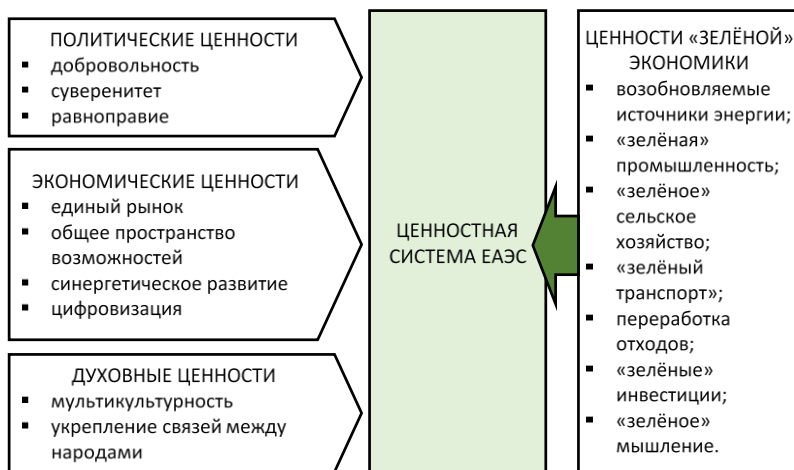 ПОЛИТИЧЕСКИЕ ЦЕННОСТИ
▪ добровольность
▪ суверенитет
▪ равноправие
ЭКОНОМИЧЕСКИЕ ЦЕННОСТИ
▪ единый рынок
▪ общее пространство
возможностей
▪ синергетическое развитие
▪ цифровизация
ДУХОВНЫЕ ЦЕННОСТИ
▪ мультикультурность
▪ укрепление связей между
народами
ЦЕННОСТНАЯ
СИСТЕМА ЕАЭС
ЦЕННОСТИ «ЗЕЛЁНОЙ»
ЭКОНОМИКИ
▪ возобновляемые
источники энергии;
▪ «зелёная»
промышленность;
▪ «зелёное»
сельское
хозяйство;
▪ «зелёный
транспорт»;
▪ переработка
отходов;
▪ «зелёные»
инвестиции;
▪ «зелёное»
мышление.